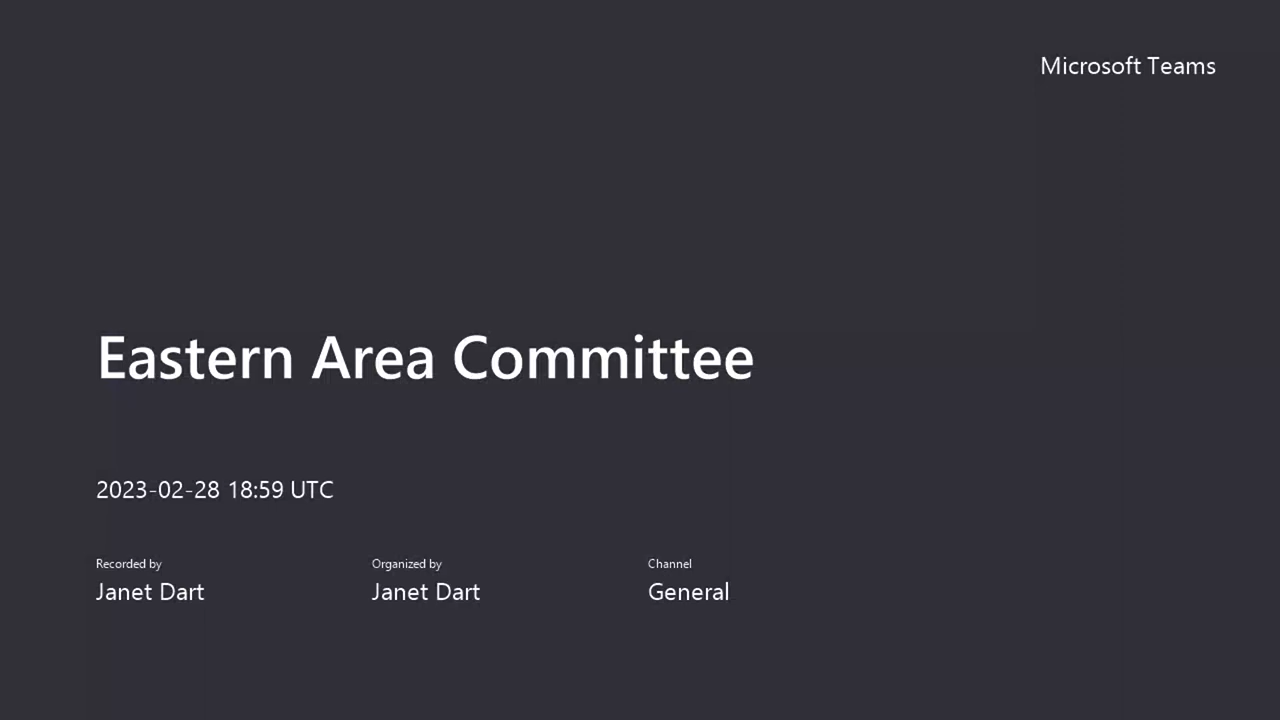 Microsoft Teams
Eastern Area Committee
2023-02-28 18:59 UTC
Recorded by
Janet Dart
Organized by
Janet Dart
Channel
General